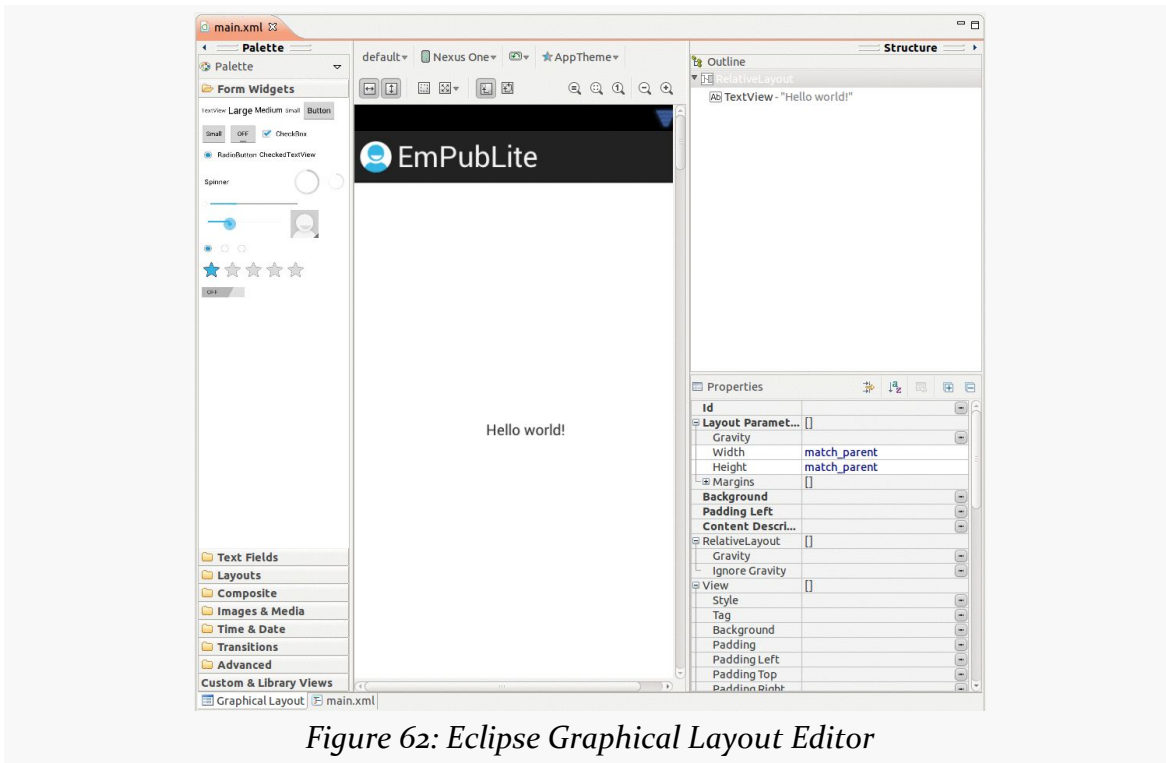 main.xml
Palette
Palette
Form Widgets
TextView Large Medium Small Button
Small OFF CheckBox
RadioButton CheckedTextView
Spinner
OFF
Text Fields
Layouts
Composite
Images & Media
Time & Date
Transitions
Advanced
Custom & Library Views
Graphical Layout main.xml
default Nexus One AppTheme
EmPubLite
Hello world!
Structure
Outline
RelativeLayout
Ab TextView - "Hello world!"
Properties
Id
Layout Paramet... []
Gravity
Width match_parent
Height match_parent
Margins []
Background
Padding Left
Content Descri...
RelativeLayout []
Gravity
Ignore Gravity
View []
Style
Tag
Background
Padding
Padding Left
Padding Top
Padding Right
Figure 62: Eclipse Graphical Layout Editor